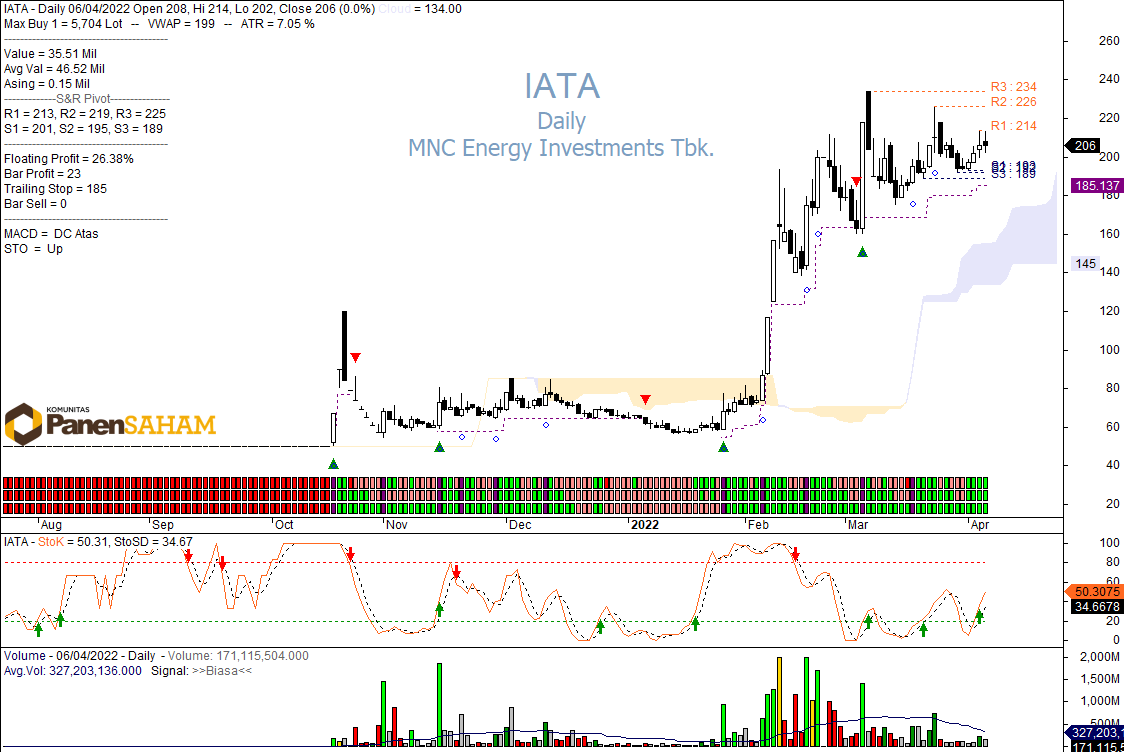 IATA - Daily 06/04/2022 Open 208, Hi 214, Lo 202, Close 206 (0.0%) Cloud = 134.00
Max Buy 1 = 5,704 Lot -- VWAP = 199 -- ATR = 7.05 %
Value = 35.51 Mil
Avg Val = 46.52 Mil
Asing = 0.15 Mil
S&R Pivot
R1 = 213, R2 = 219, R3 = 225
S1 = 201, S2 = 195, S3 = 189
Floating Profit = 26.38%
Bar Profit = 23
Trailing Stop = 185
Bar Sell = 0
MACD = DC Atas
STO = Up
IATA
Daily
MNC Energy Investments Tbk.
R3 : 234
R2 : 226
R1 : 214
S3 : 189
260
240
220
206
200
185.137
180
160
145
140
120
100
80
60
40
20
KOMUNITAS
PanenSAHAM
Aug Sep Oct Nov Dec 2022 Feb Mar Apr
IATA - StoK = 50.31, StoSD = 34.67
100
80
60
50.3075
34.6678
20
0
Volume - 06/04/2022 - Daily - Volume: 171,115,504.000
Avg.Vol: 327,203,136.000 Signal: >>Biasa<<
2,000M
1,500M
1,000M
500M
327,203,1
171,115,5